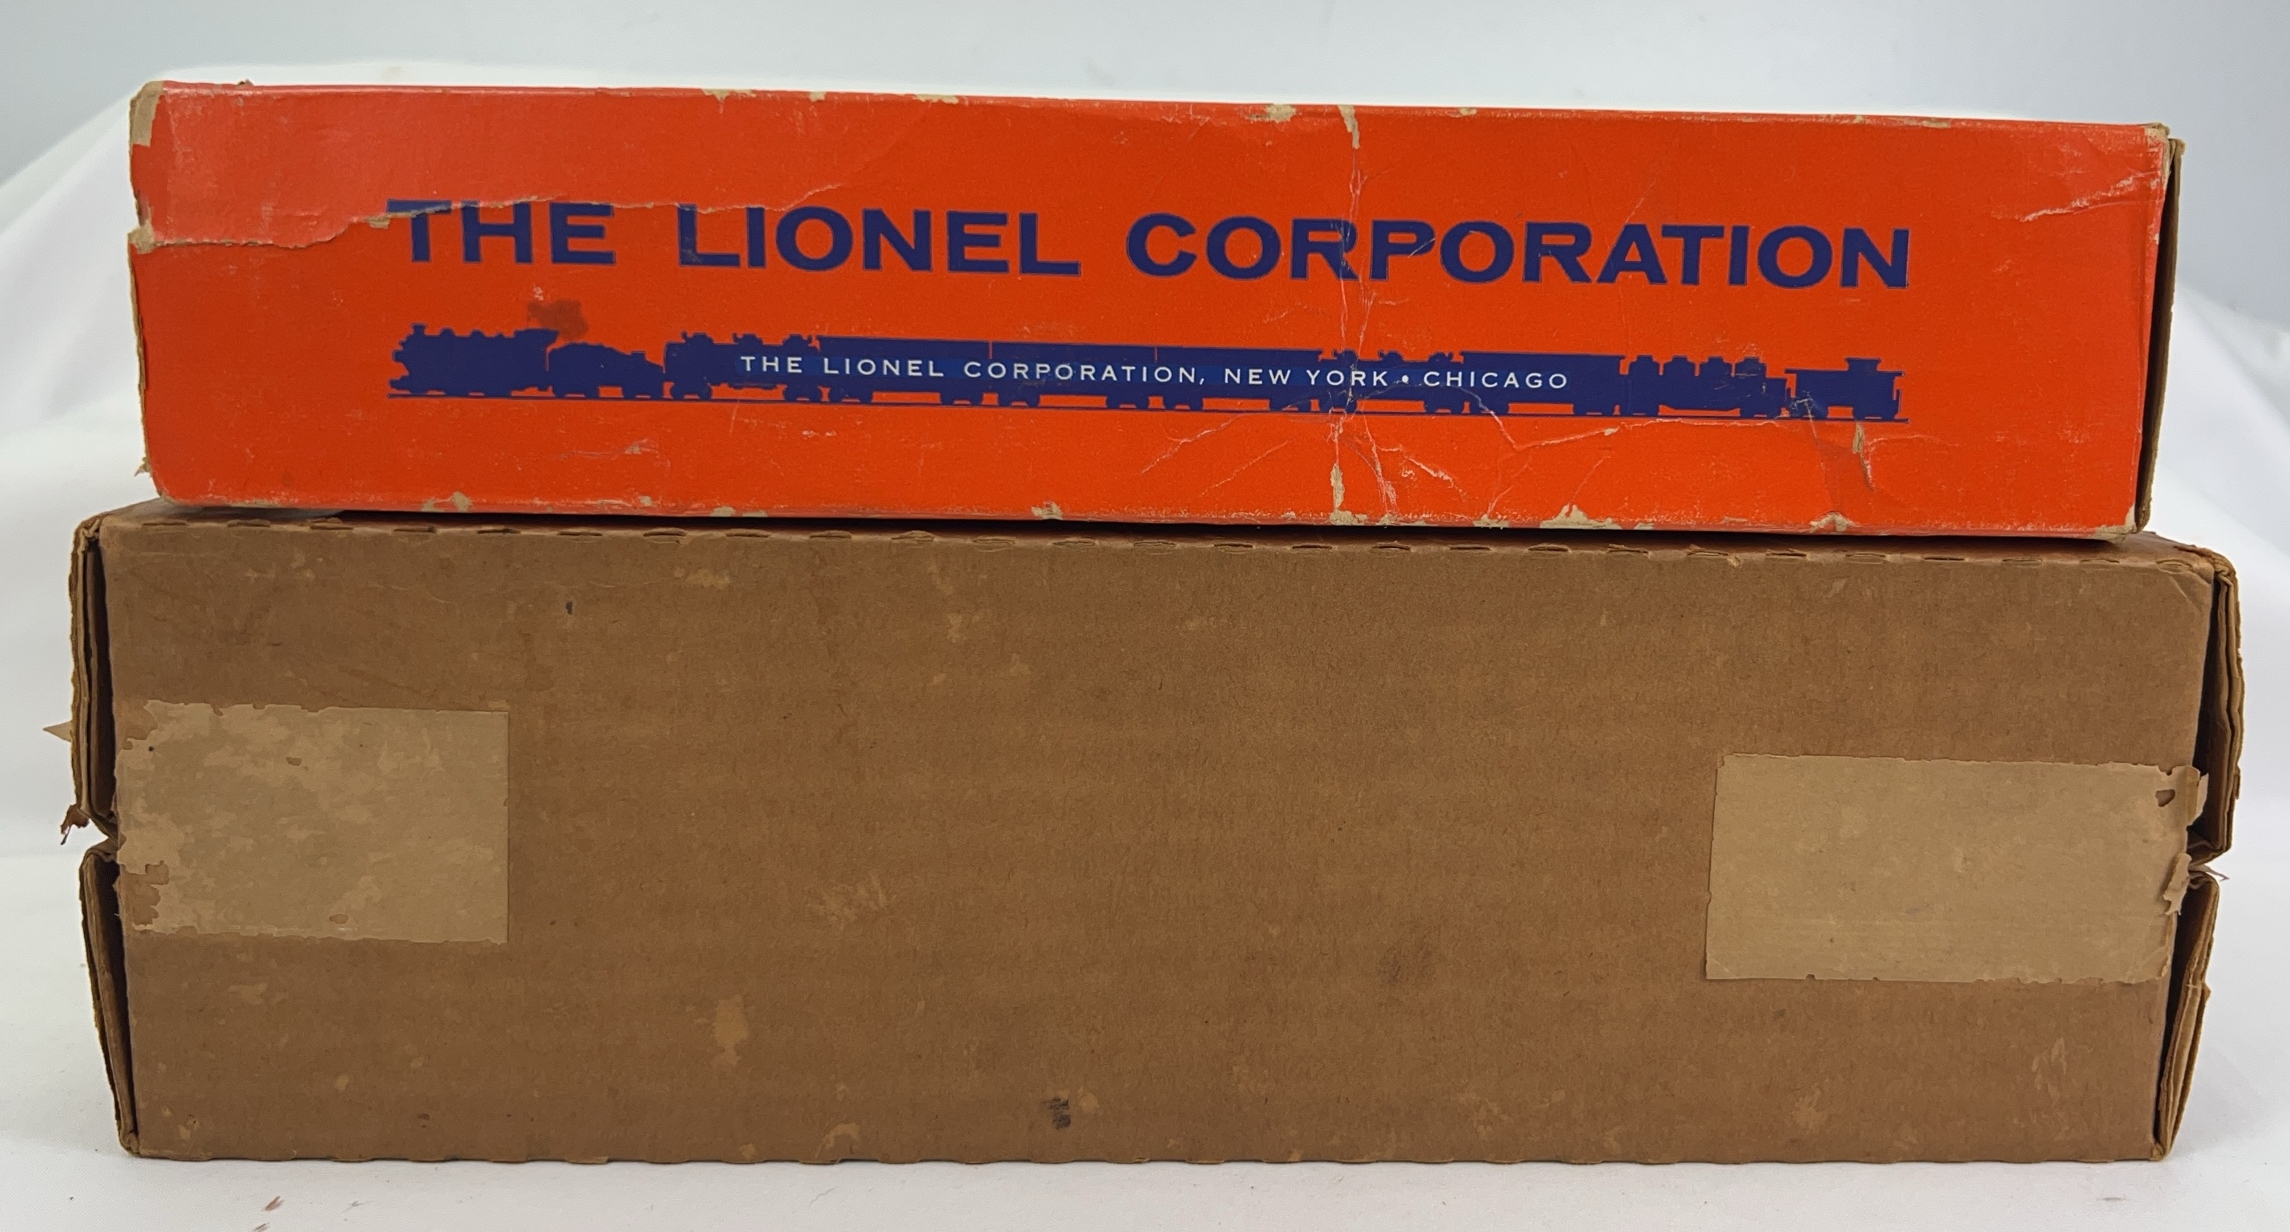 THE LIONEL CORPORATION
THE LIONEL CORPORATION, NEW YORK • CHICAGO